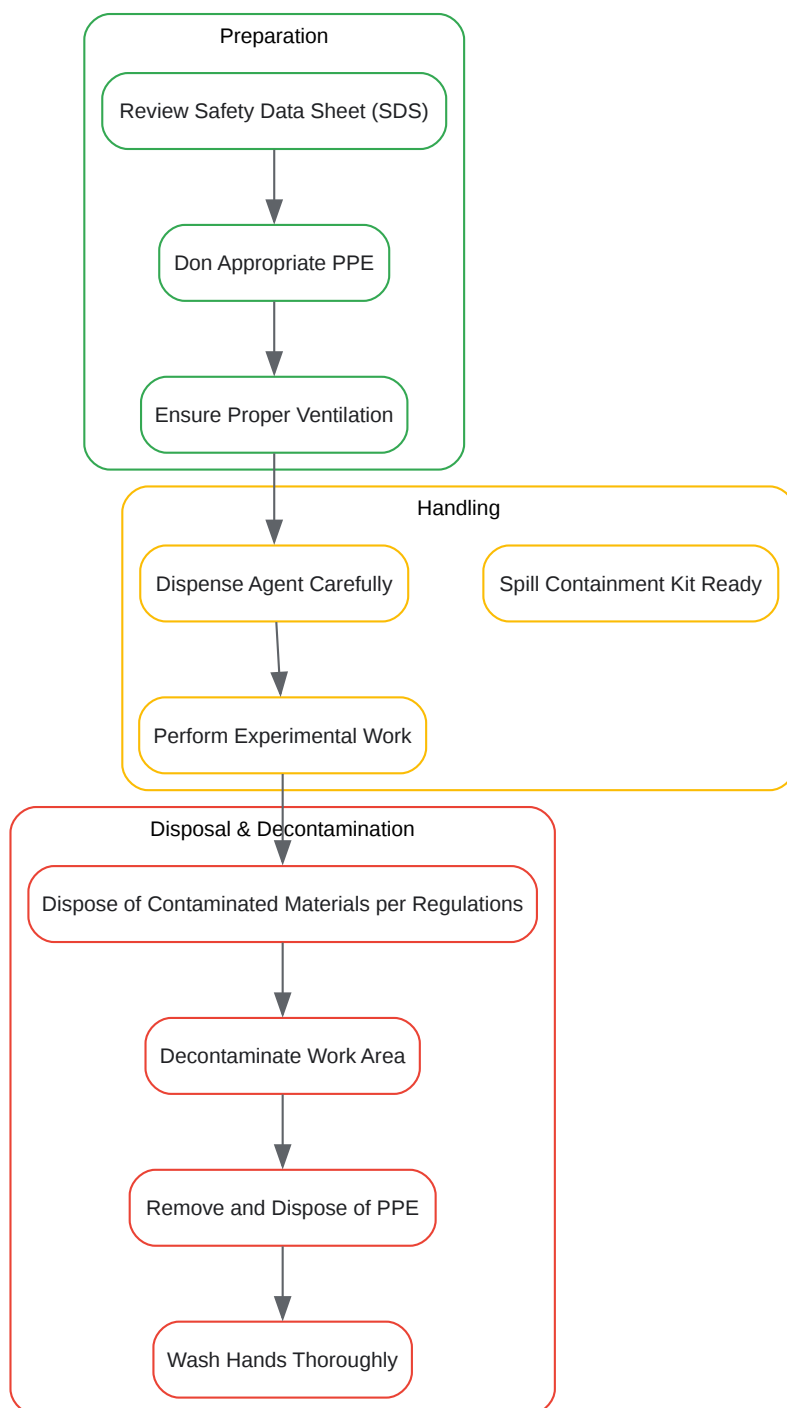 Preparation
Review Safety Data Sheet (SDS)
Don Appropriate PPE
Ensure Proper Ventilation
Handling
Dispense Agent Carefully
Spill Containment Kit Ready
Perform Experimental Work
Disposal & Decontamination
Dispose of Contaminated Materials per Regulations
Decontaminate Work Area
Remove and Dispose of PPE
Wash Hands Thoroughly